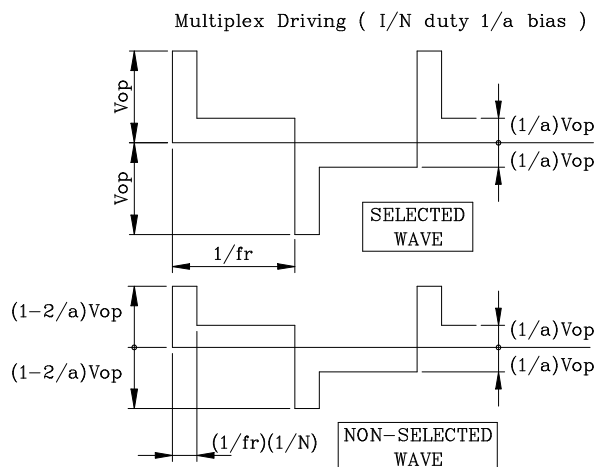 Multiplex Driving ( I/N duty 1/a bias )
Vop
Vop
(1/a)Vop
(1/a)Vop
SELECTED
WAVE
1/fr
(1-2/a)Vop
(1-2/a)Vop
(1/a)Vop
(1/a)Vop
(1/fr)(1/N)
NON-SELECTED
WAVE